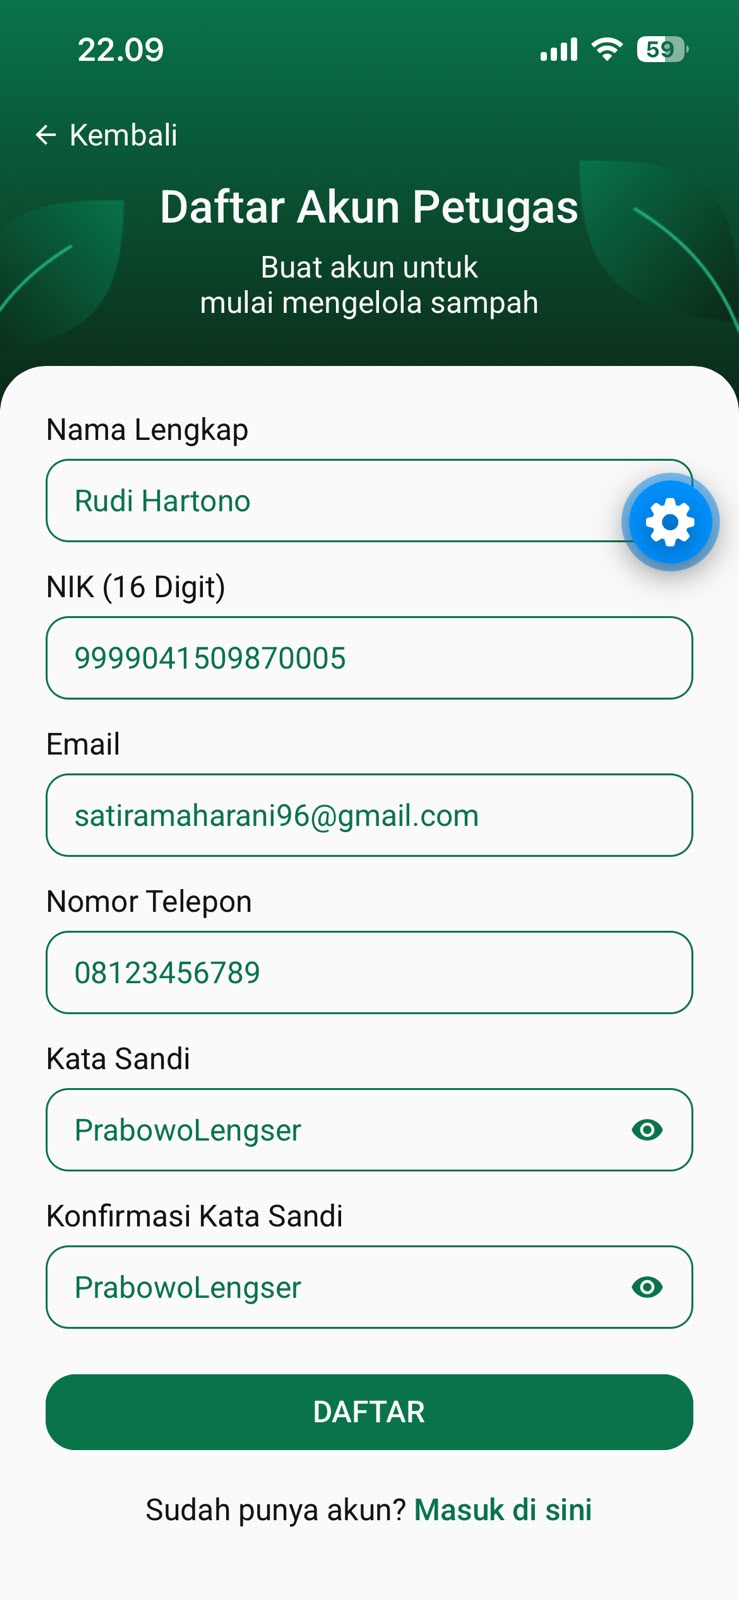 22.09
59
Kembali
Daftar Akun Petugas
Buat akun untuk
mulai mengelola sampah
Nama Lengkap
Rudi Hartono
NIK (16 Digit)
9999041509870005
Email
satiramaharani96@gmail.com
Nomor Telepon
08123456789
Kata Sandi
PrabowoLengser
Konfirmasi Kata Sandi
PrabowoLengser
DAFTAR
Sudah punya akun? Masuk di sini